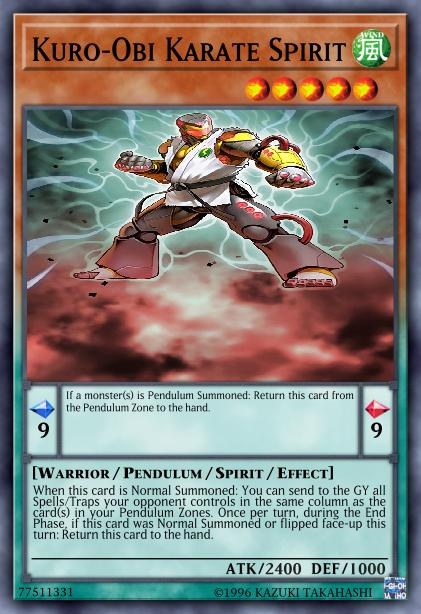 Kuro-Obi Karate Spirit
WIND
風
If a monster(s) is Pendulum Summoned: Return this card from
the Pendulum Zone to the hand.
9
9
[Warrior / Pendulum / Spirit / Effect]
When this card is Normal Summoned: You can send to the GY all
Spells/Traps your opponent controls in the same column as the
card(s) in your Pendulum Zones. Once per turn, during the End
Phase, if this card was Normal Summoned or flipped face-up this
turn: Return this card to the hand.
ATK/2400 DEF/1000
77511331
©1996 KAZUKI TAKAHASHI